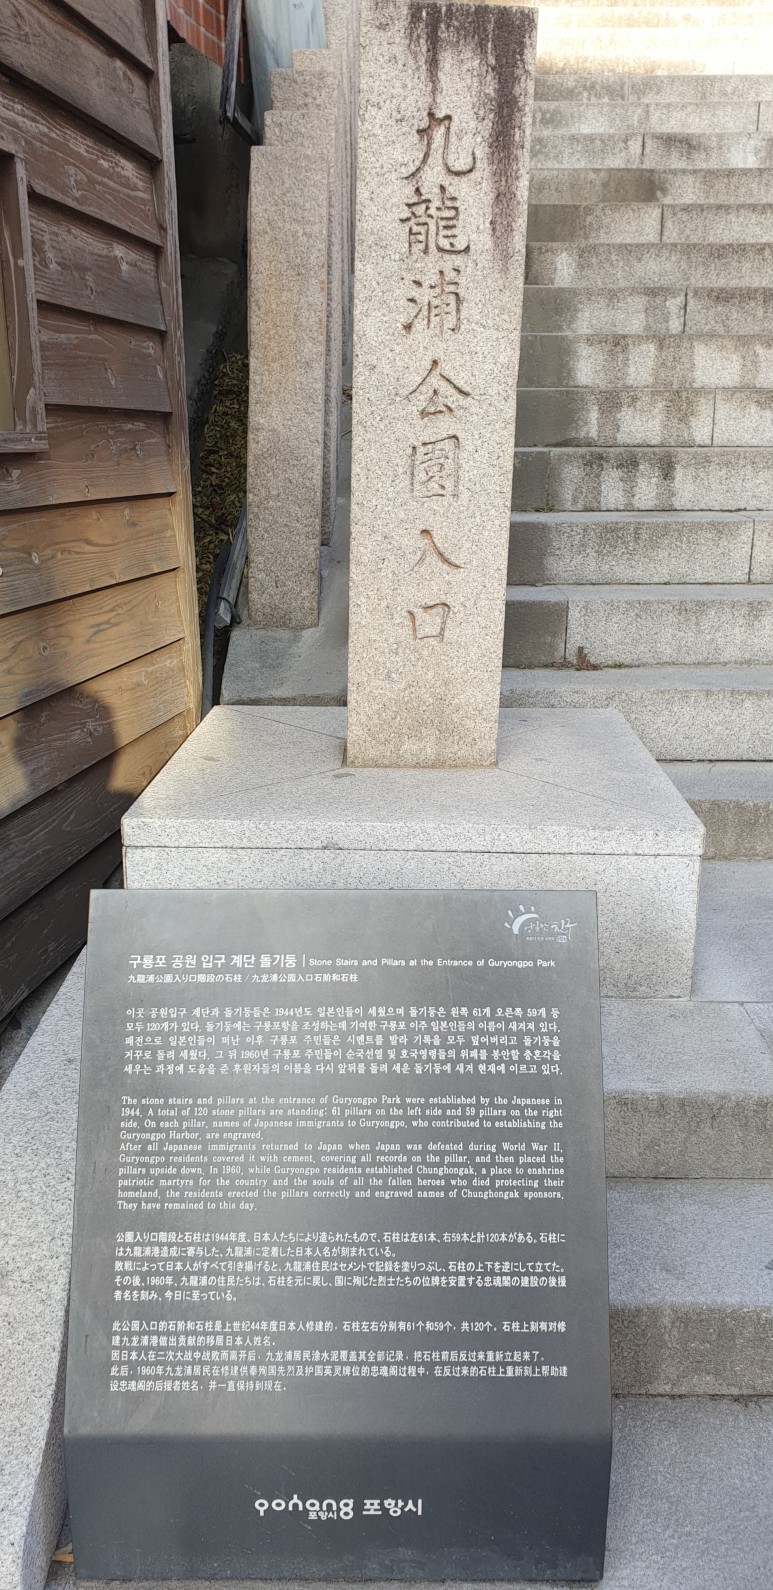 九龍浦公園入口
구룡포 공원 입구 계단 돌기둥 | Stone Stairs and Pillars at the Entrance of Guryongpo Park
九龍浦公園入り口階段の石柱 / 九龙浦公园入口石阶和石柱
이곳 공원입구 계단과 돌기둥들은 1944년도 일본인들이 세웠으며 돌기둥은 왼쪽 61개 오른쪽 59개 등
모두 120개가 있다. 돌기둥에는 구룡포항을 조성하는데 기여한 구룡포 이주 일본인들의 이름이 새겨져 있다.
패전으로 일본인들이 떠난 이후 구룡포 주민들은 시멘트를 발라 기록을 모두 덮어버리고 돌기둥을
거꾸로 돌려 세웠다. 그 뒤 1960년 구룡포 주민들이 순국선열 및 호국영령들의 위패를 봉안할 충혼각을
세우는 과정에 도움을 준 후원자들의 이름을 다시 앞뒤를 돌려 세운 돌기둥에 새겨 현재에 이르고 있다.
The stone stairs and pillars at the entrance of Guryongpo Park were established by the Japanese in
1944. A total of 120 stone pillars are standing: 61 pillars on the left side and 59 pillars on the right
side. On each pillar, names of Japanese immigrants to Guryongpo, who contributed to establishing the
Guryongpo Harbor, are engraved.
After all Japanese immigrants returned to Japan when Japan was defeated during World War II,
Guryongpo residents covered it with cement, covering all records on the pillar, and then placed the
pillars upside down. In 1960, while Guryongpo residents established Chunghongak, a place to enshrine
patriotic martyrs for the country and the souls of all the fallen heroes who died protecting their
homeland, the residents erected the pillars correctly and engraved names of Chunghongak sponsors.
They have remained to this day.
公園入り口階段と石柱は1944年度、日本人たちにより造られたもので、石柱は左61本、右59本と計120本がある。石柱に
は九龍浦港造成に寄与した、九龍浦に定着した日本人名が刻まれている。
敗戦によって日本人がすべて引き揚げると、九龍浦住民はセメントで記録を塗りつぶし、石柱の上下を逆にして立てた。
その後、1960年、九龍浦の住民たちは、石柱を元に戻し、国に殉じた烈士たちの位牌を安置する忠魂閣の建設の後援
者名を刻み、今日に至っている。
此公园入口的石阶和石柱是上世纪44年度日本人修建的，石柱左右分别有61个和59个，共120个。石柱上刻有对修
建九龙浦港做出贡献的移居日本人姓名。
因日本人在二次大战中战败而离开后，九龙浦居民涂水泥覆盖其全部记录，把石柱前后反过来重新立起来了。
此后，1960年九龙浦居民在修建供奉殉国先烈及护国英灵牌位的忠魂阁过程中，在反过来的石柱上重新刻上帮助建
设忠魂阁的后援者姓名，并一直保持到现在。
pohang 포항시
포항시